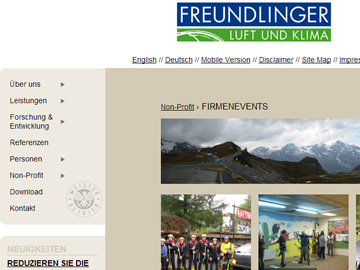 FREUNDLINGER
LUFT UND KLIMA
English // Deutsch // Mobile Version // Disclaimer // Site Map // Impres
Über uns
Leistungen
Forschung &
Entwicklung
Referenzen
Personen
Non-Profit
Download
Kontakt
Non-Profit › FIRMENEVENTS
NEUIGKEITEN
REDUZIEREN SIE DIE